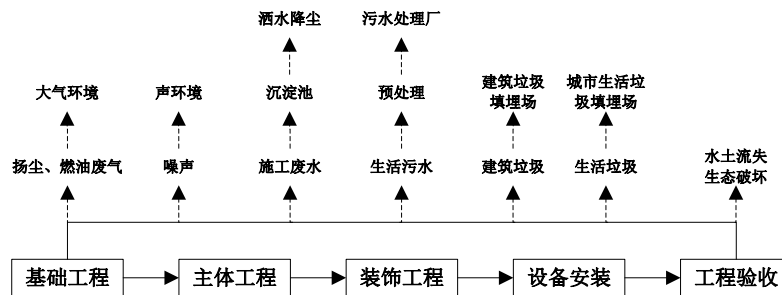 洒水降尘 污水处理厂
大气环境 声环境 沉淀池 预处理 建筑垃圾 城市生活垃
填埋场 圾填埋场
扬尘、燃油废气 噪声 施工废水 生活污水 建筑垃圾 生活垃圾 水土流失
生态破坏
基础工程 主体工程 装饰工程 设备安装 工程验收